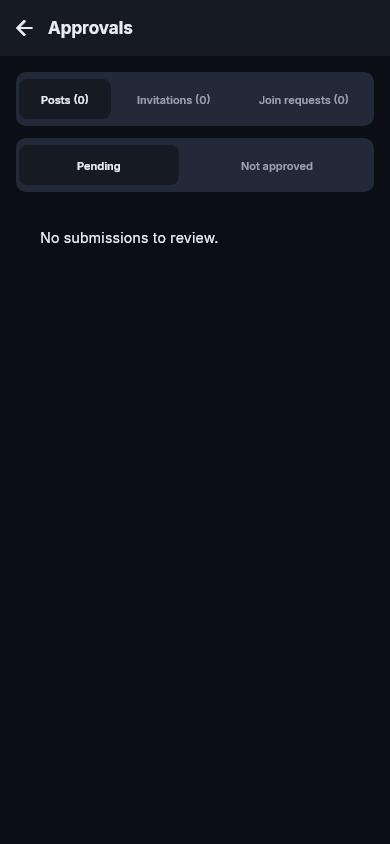 Approvals
Posts (0) Invitations (0) Join requests (0)
Pending Not approved
No submissions to review.